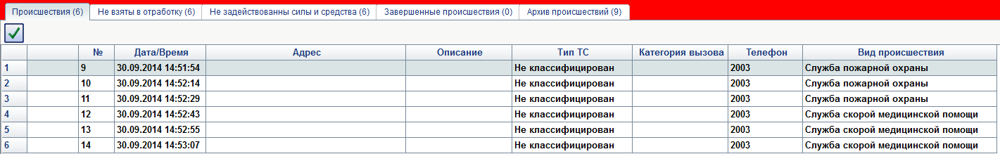 Происшествия (6) Не взяты в отработку (6) Не задействованны силы и средства (6) Завершенные происшествия (0) Архив происшествий (9)
№ Дата/Время Адрес Описание Тип ТС Категория вызова Телефон Вид происшествия
1 9 30.09.2014 14:51:54 Не классифицирован 2003 Служба пожарной охраны
2 10 30.09.2014 14:52:14 Не классифицирован 2003 Служба пожарной охраны
3 11 30.09.2014 14:52:29 Не классифицирован 2003 Служба пожарной охраны
4 12 30.09.2014 14:52:43 Не классифицирован 2003 Служба скорой медицинской помощи
5 13 30.09.2014 14:52:55 Не классифицирован 2003 Служба скорой медицинской помощи
6 14 30.09.2014 14:53:07 Не классифицирован 2003 Служба скорой медицинской помощи